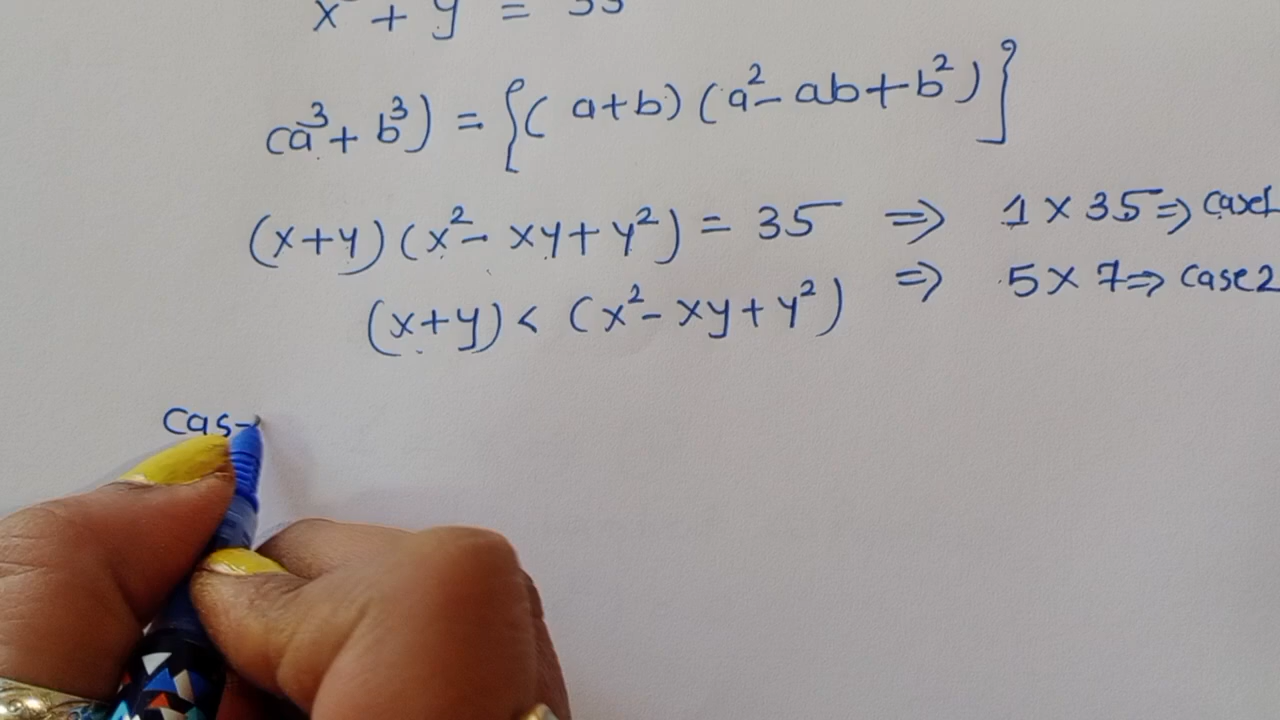 x + y = 35
(a³ + b³) = {( a+b) (a² - ab + b²)}
(x+y) (x² - xy + y²) = 35 ⇒ 1 × 35 ⇒ case1
(x+y) < (x² - xy + y²) ⇒ 5 × 7 ⇒ case2
cas